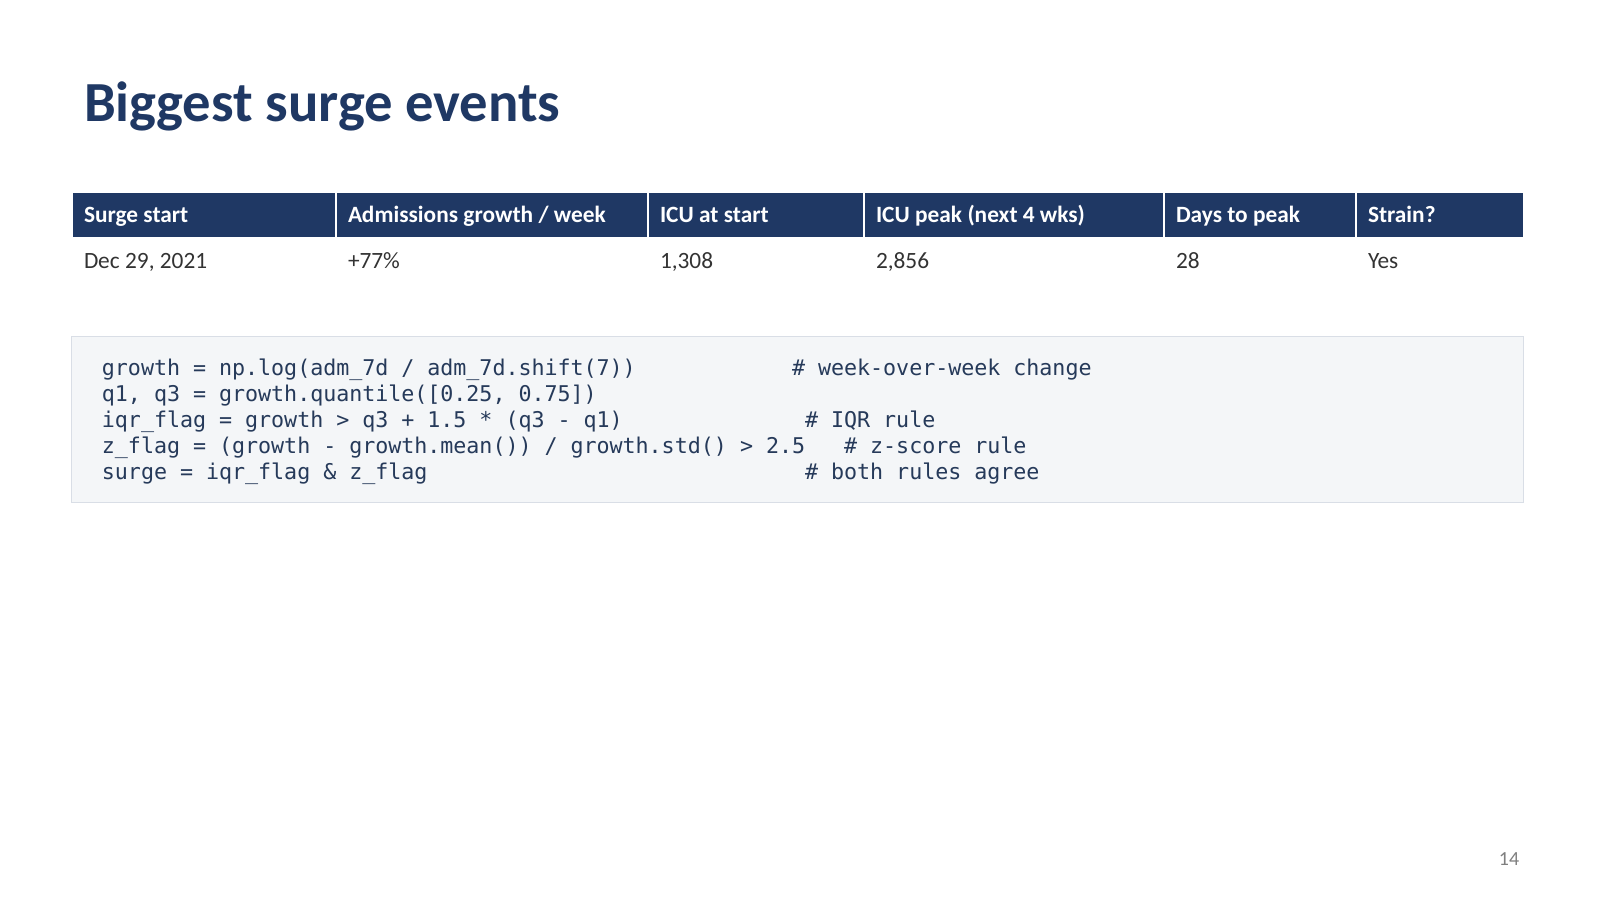 Biggest surge events
Surge start Admissions growth / week ICU at start ICU peak (next 4 wks) Days to peak Strain?
Dec 29, 2021 +77% 1,308 2,856 28 Yes
growth = np.log(adm_7d / adm_7d.shift(7))            # week-over-week change
q1, q3 = growth.quantile([0.25, 0.75])
iqr_flag = growth > q3 + 1.5 * (q3 - q1)              # IQR rule
z_flag = (growth - growth.mean()) / growth.std() > 2.5   # z-score rule
surge = iqr_flag & z_flag                             # both rules agree
14